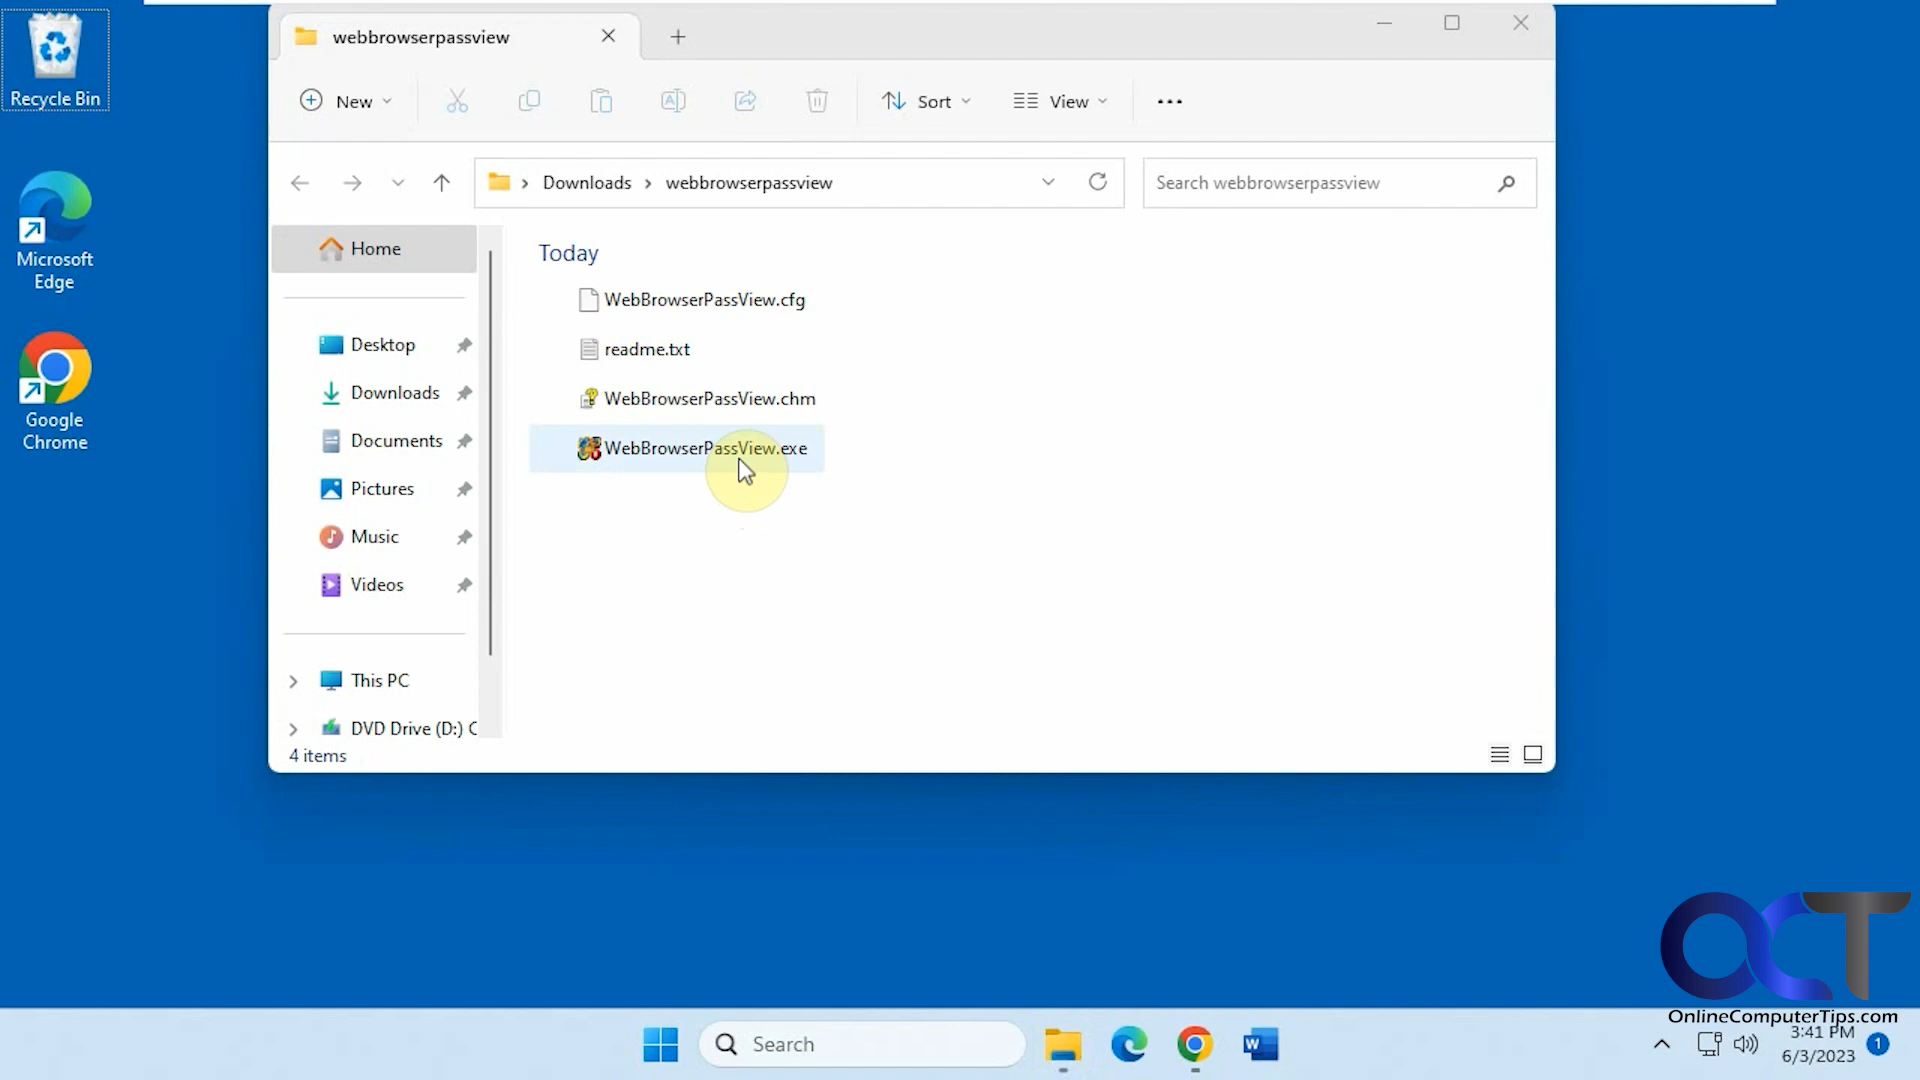 Recycle Bin
Microsoft
Edge
Google
Chrome
webbrowserpassview
New
Sort
View
Downloads
webbrowserpassview
Search webbrowserpassview
Home
Desktop
Downloads
Documents
Pictures
Music
Videos
This PC
DVD Drive (D:) C
4 items
Today
WebBrowserPassView.cfg
readme.txt
WebBrowserPassView.chm
WebBrowserPassView.exe
OCT
OnlineComputerTips.com
Search
W
3:41 PM
6/3/2023
1